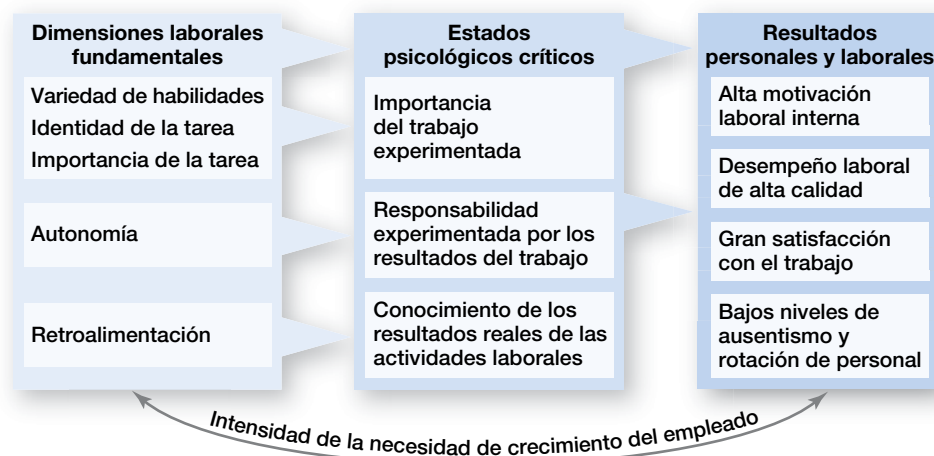 Dimensiones laborales
fundamentales
Variedad de habilidades
Identidad de la tarea
Importancia de la tarea
Autonomía
Retroalimentación
Estados
psicológicos críticos
Importancia
del trabajo
experimentada
Responsabilidad
experimentada por los
resultados del trabajo
Conocimiento de los
resultados reales de las
actividades laborales
Resultados
personales y laborales
Alta motivación
laboral interna
Desempeño laboral
de alta calidad
Gran satisfacción
con el trabajo
Bajos niveles de
ausentismo y
rotación de personal
Intensidad de la necesidad de crecimiento del empleado